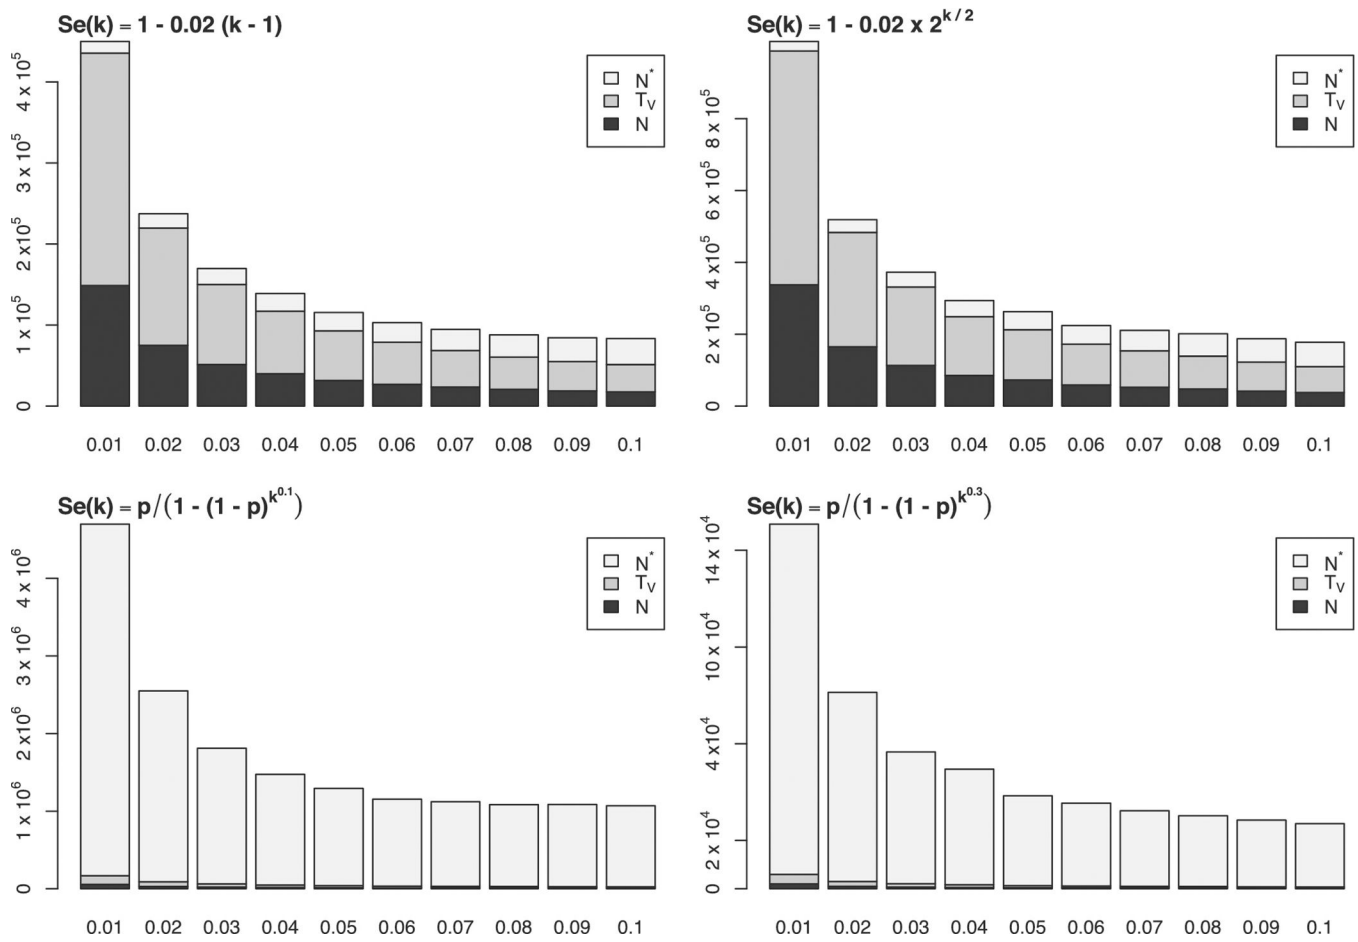 Se(k) = 1 - 0.02 (k - 1)
4 x 10^5
3 x 10^5
2 x10^5
1 x 10^5
0
N*
T_V
N
0.01 0.02 0.03 0.04 0.05 0.06 0.07 0.08 0.09 0.1
Se(k) = 1 - 0.02 x 2^{k / 2}
8 x 10^5
6 x 10^5
4 x10^5
2 x 10^5
0
N*
T_V
N
0.01 0.02 0.03 0.04 0.05 0.06 0.07 0.08 0.09 0.1
Se(k) = p/(1 - (1 - p)^{k^{0.1}})
4 x 10^6
3 x 10^6
2 x10^6
1 x 10^6
0
N*
T_V
N
0.01 0.02 0.03 0.04 0.05 0.06 0.07 0.08 0.09 0.1
Se(k) = p/(1 - (1 - p)^{k^{0.3}})
14 x 10^4
10 x 10^4
4 x10^4
2 x 10^4
0
N*
T_V
N
0.01 0.02 0.03 0.04 0.05 0.06 0.07 0.08 0.09 0.1